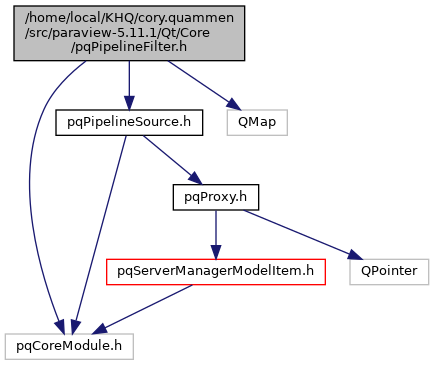 /home/local/KHQ/cory.quammen
/src/paraview-5.11.1/Qt/Core
/pqPipelineFilter.h
pqPipelineSource.h
QMap
pqProxy.h
pqServerManagerModelItem.h
QPointer
pqCoreModule.h